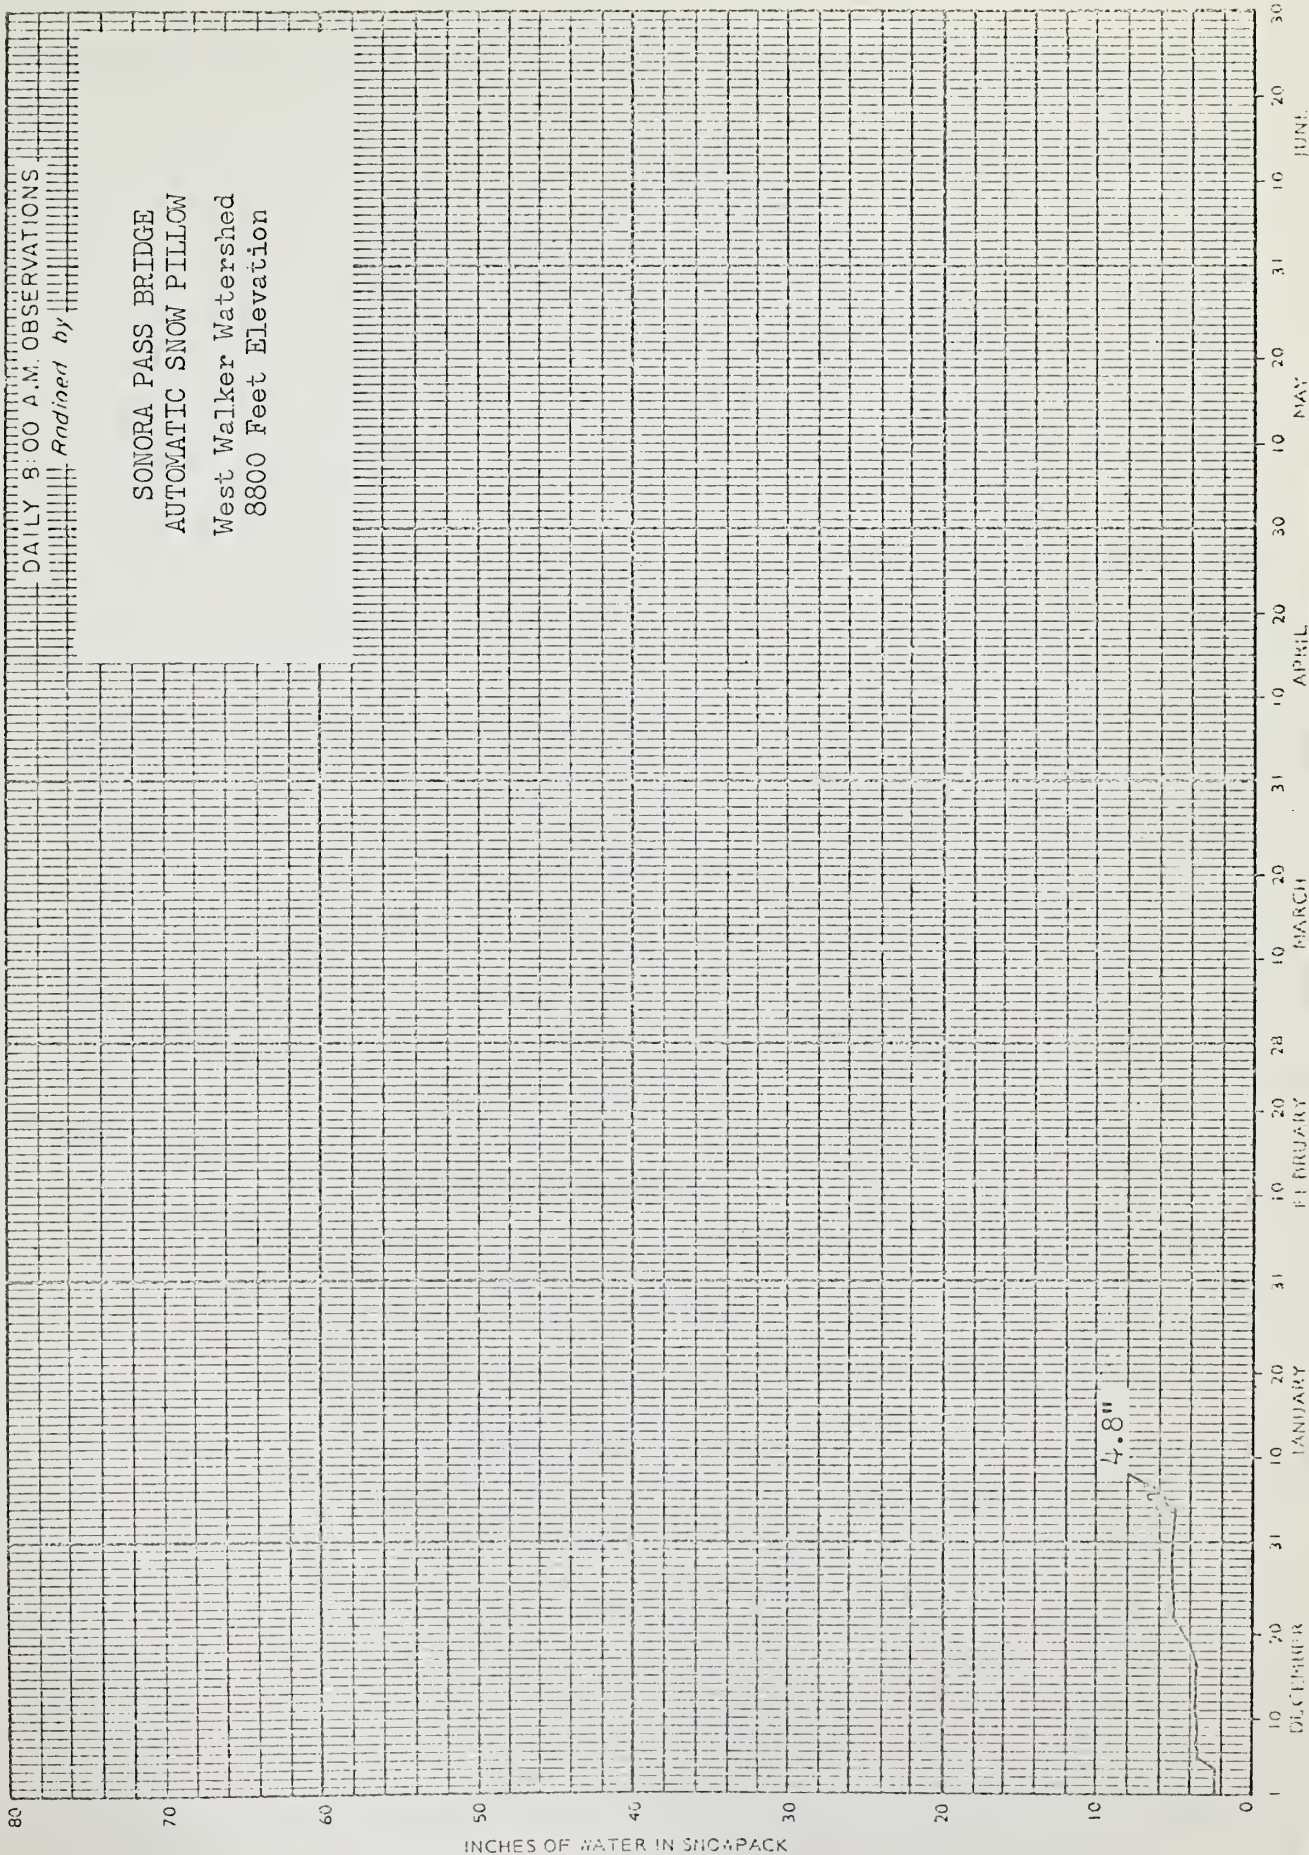 DAILY 8:00 A.M. OBSERVATIONS
Radioed by
SONORA PASS BRIDGE
AUTOMATIC SNOW PILLOW
West Walker Watershed
8800 Feet Elevation
80
70
60
50
40
30
20
10
0
INCHES OF WATER IN SNOWPACK
4.8"
1 10 20 31 10 20 31 10 20 28 10 20 31 10 20 30 10 20 31 10 20 30
DECEMBER JANUARY FEBRUARY MARCH APRIL MAY JUNE